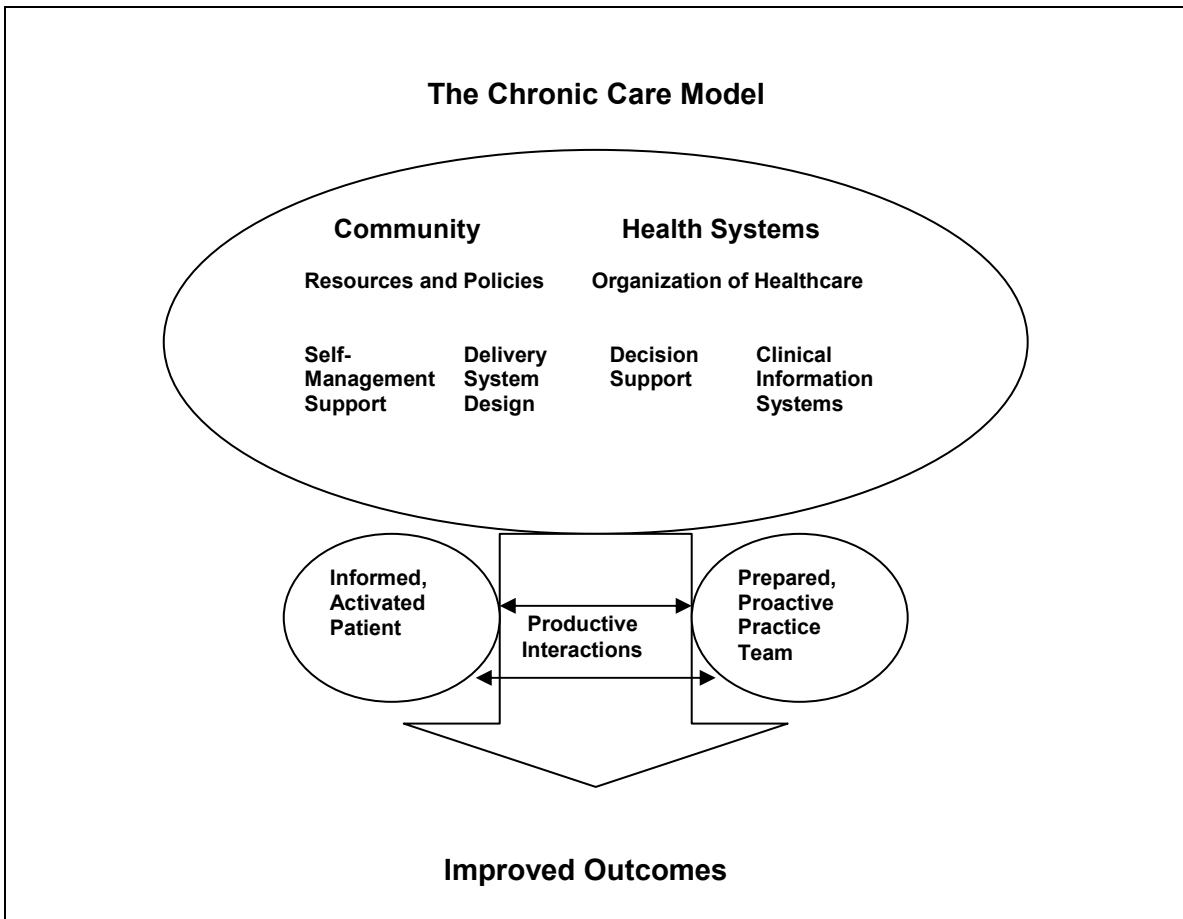 The Chronic Care Model
Community
Health Systems
Resources and Policies
Organization of Healthcare
Self-
Management
Support
Delivery
System
Design
Decision
Support
Clinical
Information
Systems
Informed,
Activated
Patient
Productive
Interactions
Prepared,
Proactive
Practice
Team
Improved Outcomes